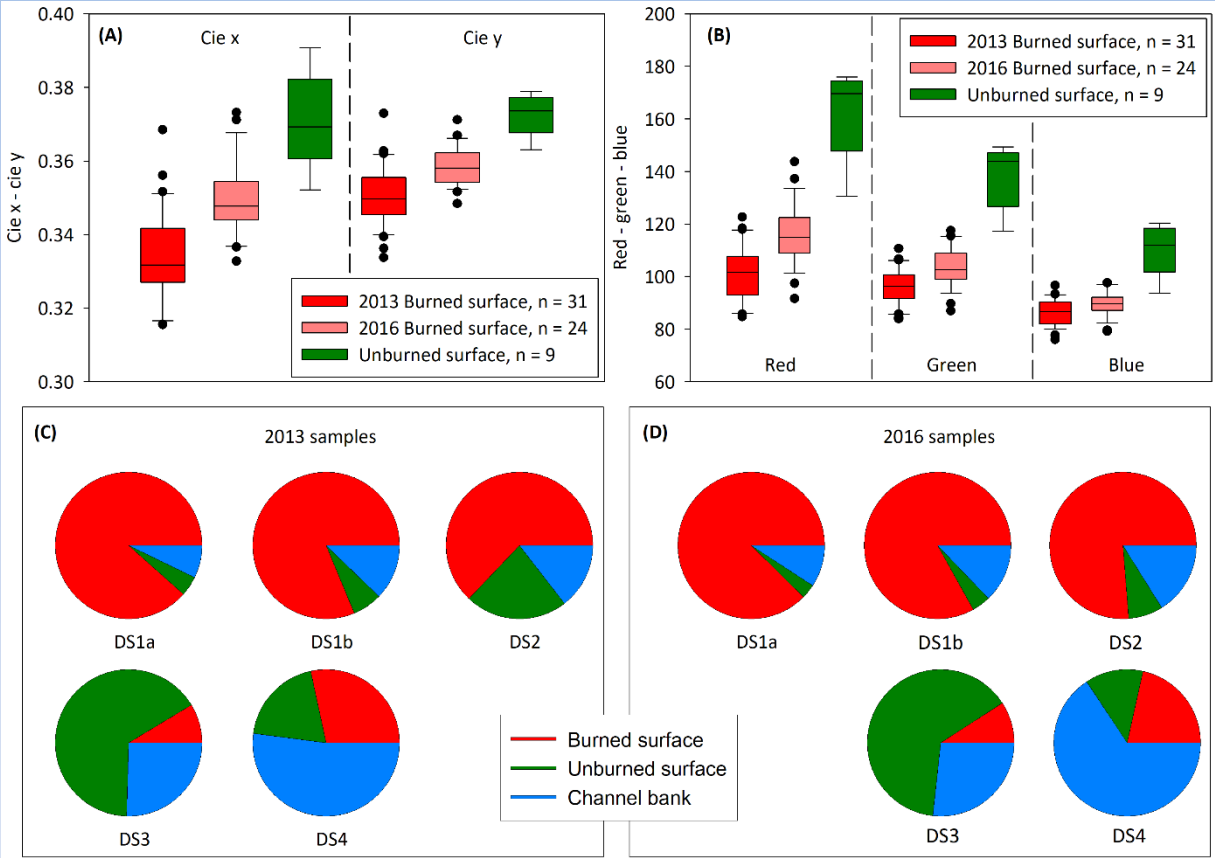 (A)
Cie x
Cie y
Cie x - cie y
0.40
0.38
0.36
0.34
0.32
0.30
2013 Burned surface, n = 31
2016 Burned surface, n = 24
Unburned surface, n = 9
(B)
Red - green - blue
200
180
160
140
120
100
80
60
2013 Burned surface, n = 31
2016 Burned surface, n = 24
Unburned surface, n = 9
Red
Green
Blue
(C)
2013 samples
DS1a
DS1b
DS2
DS3
DS4
(D)
2016 samples
DS1a
DS1b
DS2
DS3
DS4
Burned surface
Unburned surface
Channel bank